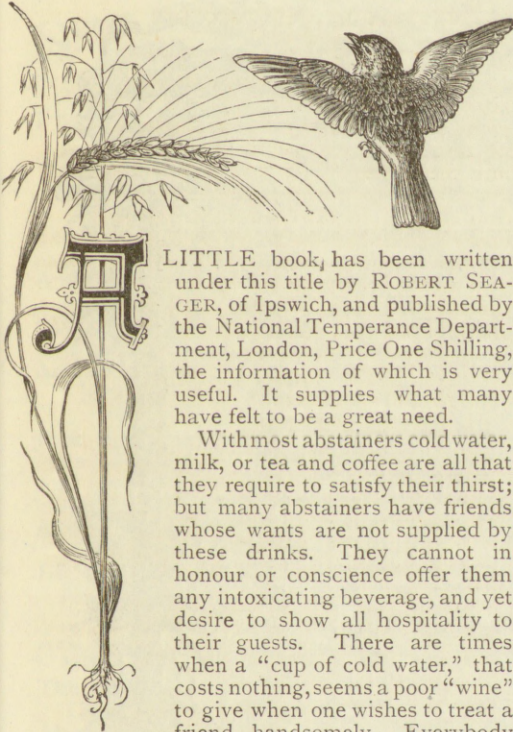 A LITTLE book, has been written
under this title by ROBERT SEA-
GER, of Ipswich, and published by
the National Temperance Depart-
ment, London, Price One Shilling,
the information of which is very
useful. It supplies what many
have felt to be a great need.
With most abstainers cold water,
milk, or tea and coffee are all that
they require to satisfy their thirst;
but many abstainers have friends
whose wants are not supplied by
these drinks. They cannot in
honour or conscience offer them
any intoxicating beverage, and yet
desire to show all hospitality to
their guests. There are times
when a “cup of cold water,” that
costs nothing, seems a poor “wine”
to give when one wishes to treat a
friend handsomely. Everybody